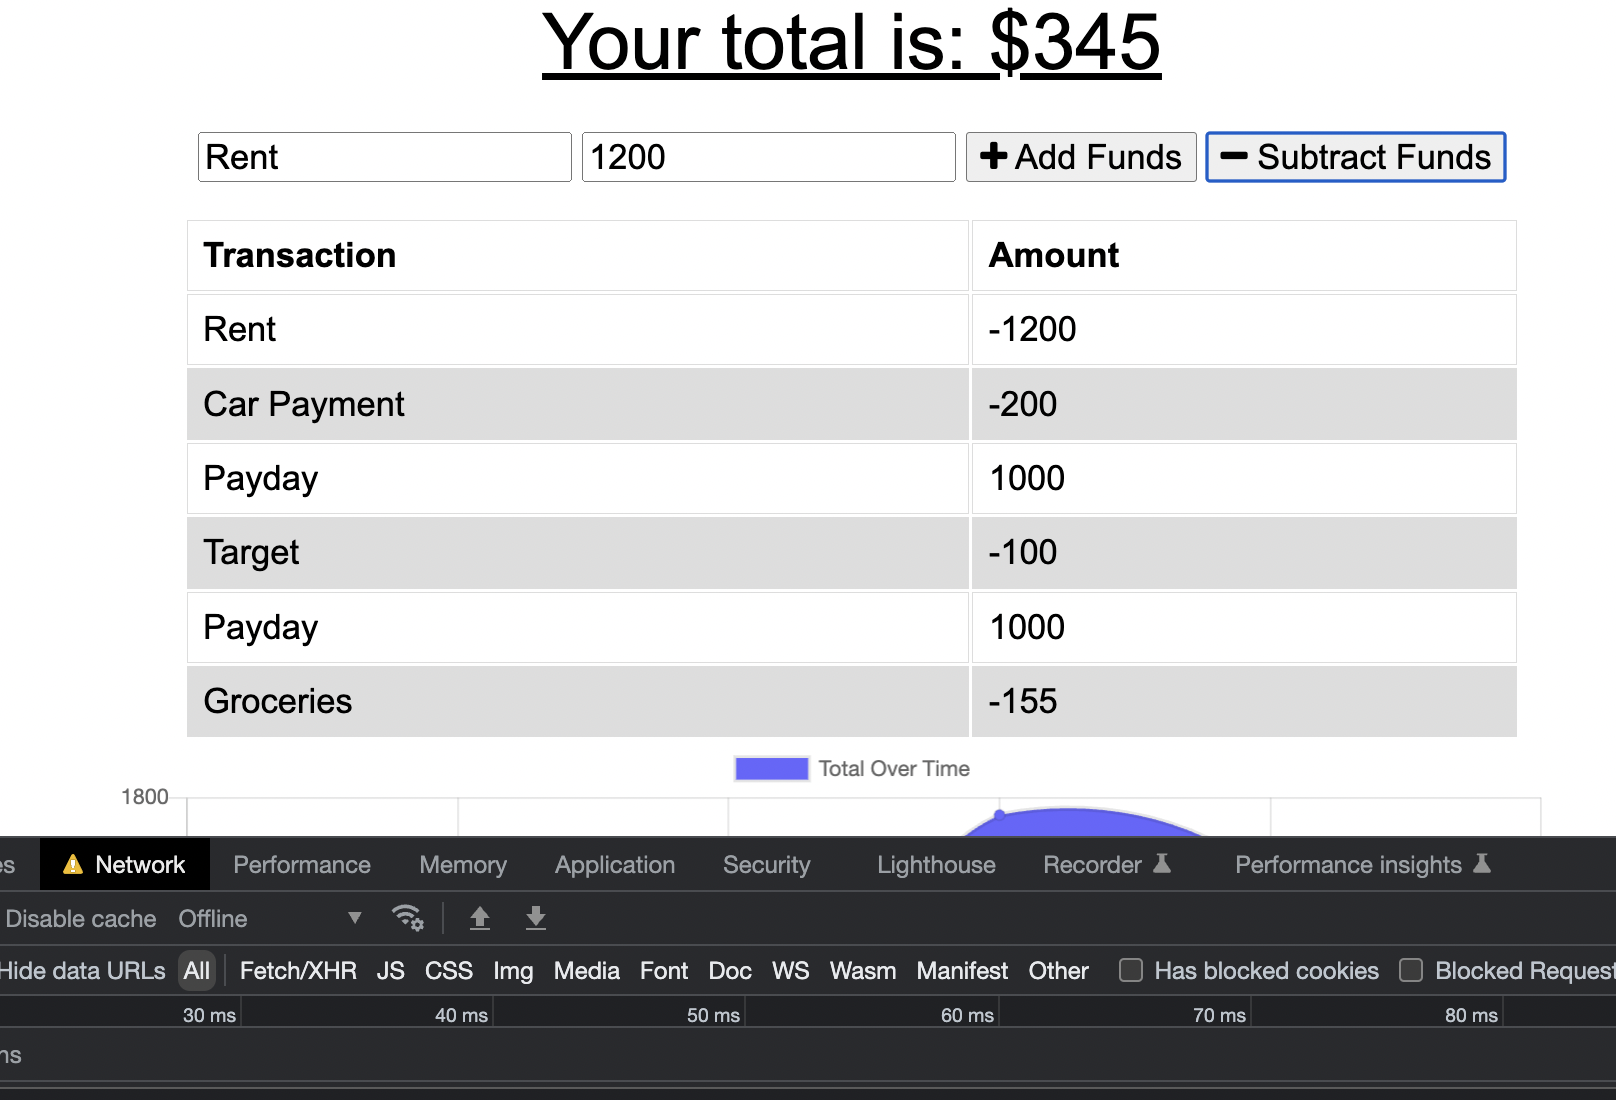 Your total is: $345
Rent 1200 Add Funds Subtract Funds
Transaction Amount
Rent -1200
Car Payment -200
Payday 1000
Target -100
Payday 1000
Groceries -155
Total Over Time
1800
es Network Performance Memory Application Security Lighthouse Recorder Performance insights
Disable cache Offline
Hide data URLs All Fetch/XHR JS CSS Img Media Font Doc WS Wasm Manifest Other Has blocked cookies Blocked Request
30 ms 40 ms 50 ms 60 ms 70 ms 80 ms
ns